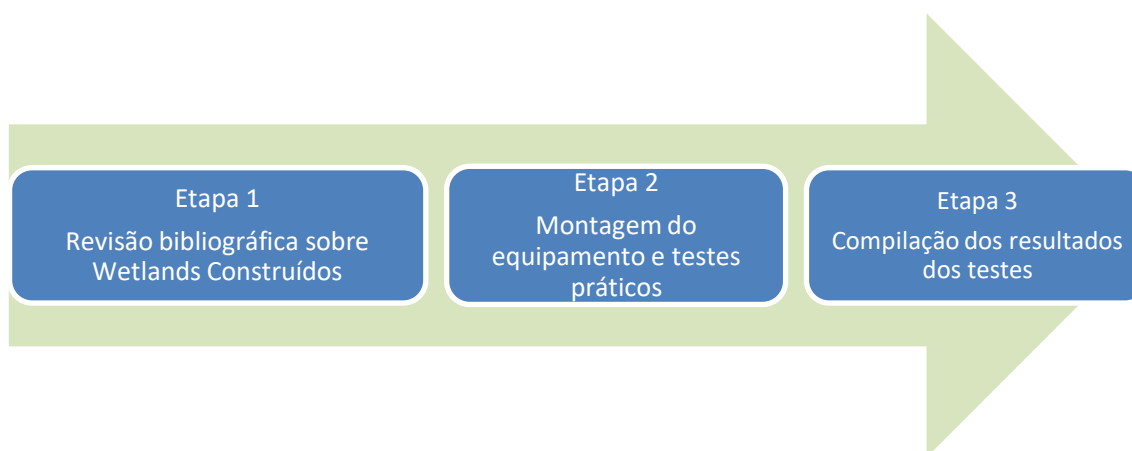 Etapa 1
Revisão bibliográfica sobre
Wetlands Construídos
Etapa 2
Montagem do
equipamento e testes
práticos
Etapa 3
Compilação dos resultados
dos testes